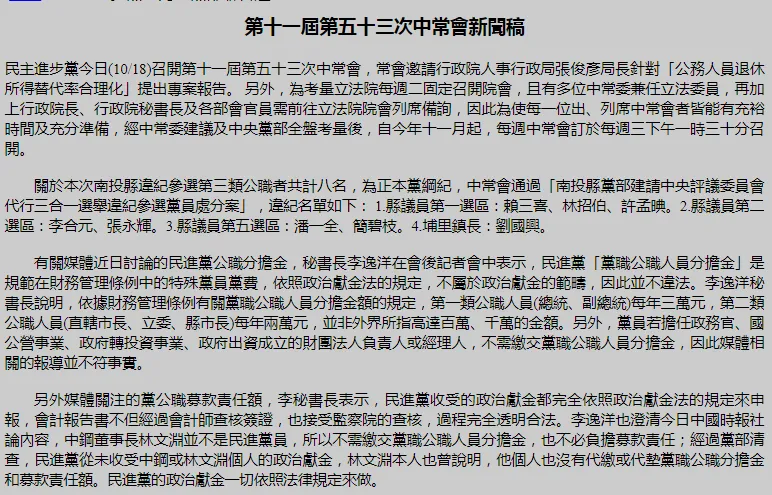 第十一屆第五十三次中常會新聞稿
民主進步黨今日(10/18)召開第十一屆第五十三次中常會，常會邀請行政院人事行政局張俊彥局長針對「公務人員退休
所得替代率合理化」提出專案報告。 另外，為考量立法院每週二固定召開院會，且有多位中常委兼任立法委員，再加
上行政院長、行政院秘書長及各部會官員需前往立法院院會列席備詢，因此為使每一位出、列席中常會者皆能有充裕
時間及充分準備，經中常委建議及中央黨部全盤考量後，自今年十一月起，每週中常會訂於每週三下午一時三十分召
開。
關於本次南投縣違紀參選第三類公職者共計八名，為正本黨綱紀，中常會通過「南投縣黨部建請中央評議委員會
代行三合一選舉違紀參選黨員處分案」，違紀名單如下： 1.縣議員第一選區：賴三喜、林招伯、許孟映。2.縣議員第二
選區：李合元、張永輝。3.縣議員第五選區：潘一全、簡碧枝。4.埔里鎮長：劉國興。
有關媒體近日討論的民進黨公職分擔金，秘書長李逸洋在會後記者會中表示，民進黨「黨職公職人員分擔金」是
規範在財務管理條例中的特殊黨員黨費，依照政治獻金法的規定，不屬於政治獻金的範疇，因此並不違法。李逸洋秘
書長說明，依據財務管理條例有關黨職公職人員分擔金額的規定，第一類公職人員(總統、副總統)每年三萬元，第二類
公職人員(直轄市長、立委、縣市長)每年兩萬元，並非外界所指高達百萬、千萬的金額。另外，黨員若擔任政務官、國
公營事業、政府轉投資事業、政府出資成立的財團法人負責人或經理人，不需繳交黨職公職人員分擔金，因此媒體相
關的報導並不符事實。
另外媒體關注的黨公職募款責任額，李秘書長表示，民進黨收受的政治獻金都完全依照政治獻金法的規定來申
報，會計報告書不但經過會計師查核簽證，也接受監察院的查核，過程完全透明合法。李逸洋也澄清今日中國時報社
論內容，中鋼董事長林文淵並不是民進黨員，所以不需繳交黨職公職人員分擔金，也不必負擔募款責任；經過黨部清
查，民進黨從未收受中鋼或林文淵個人的政治獻金，林文淵本人也曾說明，他個人也沒有代繳或代墊黨職公職分擔金
和募款責任額。民進黨的政治獻金一切依照法律規定來做。